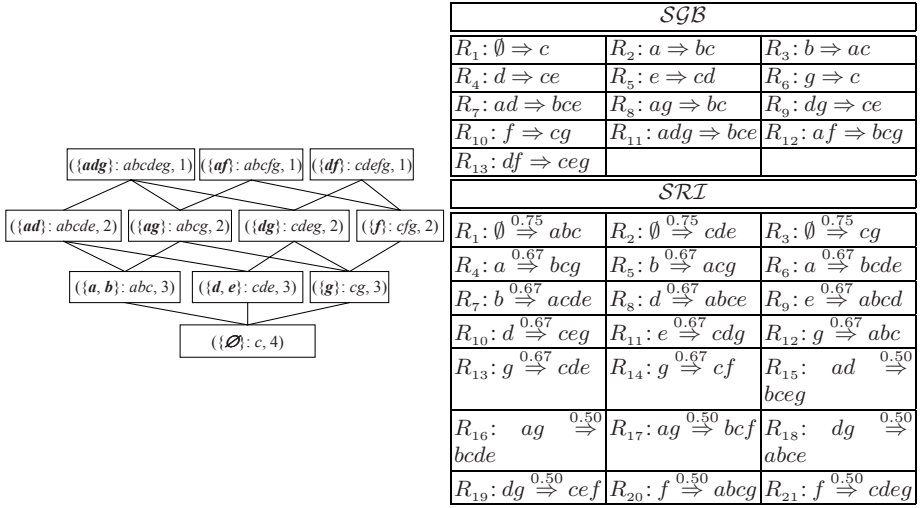 ({adg}: abcdeg, 1) ({af}: abcfg, 1) ({df}: cdefg, 1)
({ad}: abcde, 2) ({ag}: abcg, 2) ({dg}: cdeg, 2) ({f}: cfg, 2)
({a, b}: abc, 3) ({d, e}: cde, 3) ({g}: cg, 3)
({∅}: c, 4)
SGB
R1: ∅ ⇒ c R2: a ⇒ bc R3: b ⇒ ac
R4: d ⇒ ce R5: e ⇒ cd R6: g ⇒ c
R7: ad ⇒ bce R8: ag ⇒ bc R9: dg ⇒ ce
R10: f ⇒ cg R11: adg ⇒ bce R12: af ⇒ bcg
R13: df ⇒ ceg
SRI
R1: ∅ 0.75⇒ abc R2: ∅ 0.75⇒ cde R3: ∅ 0.75⇒ cg
R4: a 0.67⇒ bcg R5: b 0.67⇒ acg R6: a 0.67⇒ bcde
R7: b 0.67⇒ acde R8: d 0.67⇒ abce R9: e 0.67⇒ abcd
R10: d 0.67⇒ ceg R11: e 0.67⇒ cdg R12: g 0.67⇒ abc
R13: g 0.67⇒ cde R14: g 0.67⇒ cf R15: ad 0.50⇒
bceg
R16: ag 0.50⇒ R17: ag 0.50⇒ bcf R18: dg 0.50⇒
bcde abce
R19: dg 0.50⇒ cef R20: f 0.50⇒ abcg R21: f 0.50⇒ cdeg